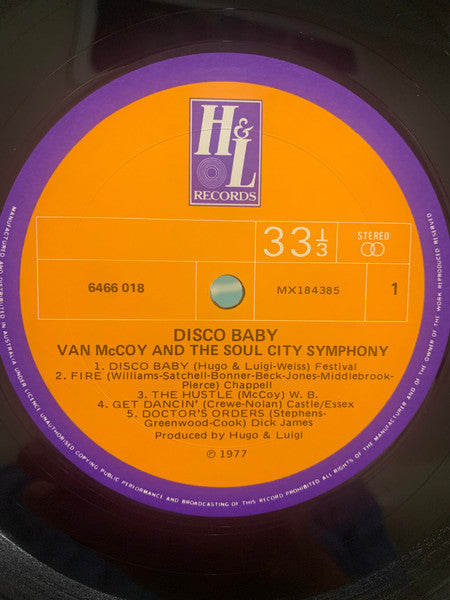 H&L
RECORDS
33⅓
STEREO
6466 018
MX184385
1
DISCO BABY
VAN McCOY AND THE SOUL CITY SYMPHONY
1. DISCO BABY (Hugo & Luigi-Weiss) Festival
2. FIRE (Williams-Satchell-Bonner-Beck-Jones-Middlebrook-
Pierce) Chappell
3. THE HUSTLE (McCoy) W. B.
4. GET DANCIN' (Crewe-Nolan) Castle/Essex
5. DOCTOR'S ORDERS (Stephens-
Greenwood-Cook) Dick James
Produced by Hugo & Luigi
℗ 1977
MANUFACTURED AND DISTRIBUTED IN AUSTRALIA UNDER LICENCE. UNAUTHORISED COPYING PUBLIC PERFORMANCE AND BROADCASTING OF THIS RECORD PROHIBITED ALL RIGHTS OF THE MANUFACTURER AND OF THE OWNER OF THE WORK REPRODUCED RESERVED